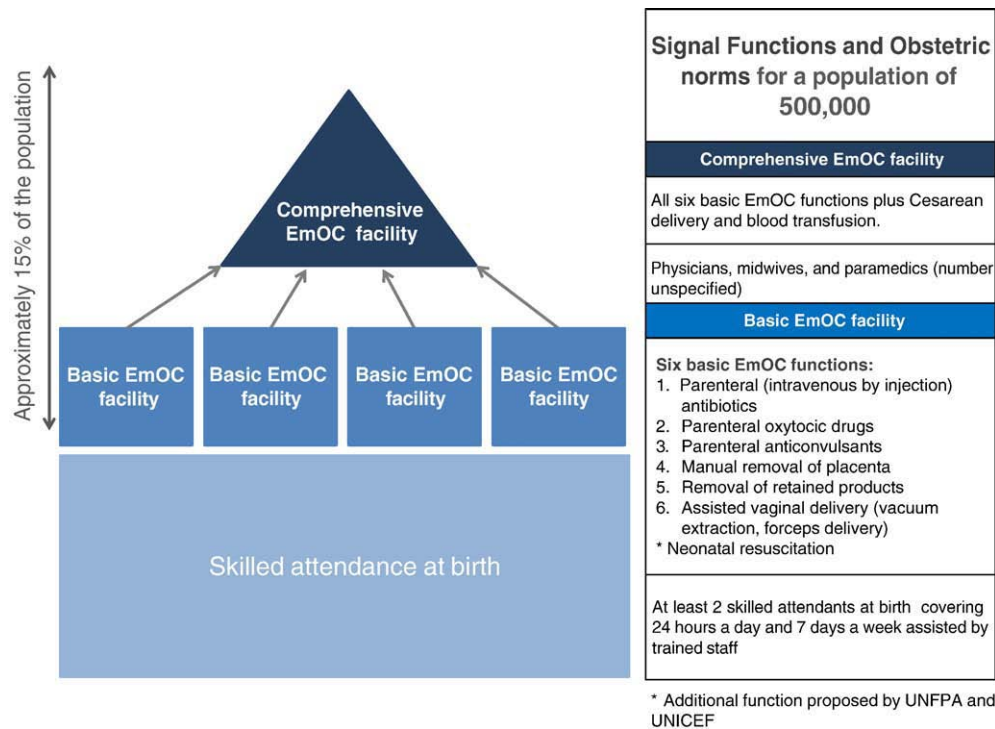 Approximately 15% of the population
Comprehensive
EmOC facility
Basic EmOC
facility
Basic EmOC
facility
Basic EmOC
facility
Basic EmOC
facility
Skilled attendance at birth
Signal Functions and Obstetric
norms for a population of
500,000
Comprehensive EmOC facility
All six basic EmOC functions plus Cesarean
delivery and blood transfusion.
Physicians, midwives, and paramedics (number
unspecified)
Basic EmOC facility
Six basic EmOC functions:
1. Parenteral (intravenous by injection)
antibiotics
2. Parenteral oxytocic drugs
3. Parenteral anticonvulsants
4. Manual removal of placenta
5. Removal of retained products
6. Assisted vaginal delivery (vacuum
extraction, forceps delivery)
* Neonatal resuscitation
At least 2 skilled attendants at birth covering
24 hours a day and 7 days a week assisted by
trained staff
* Additional function proposed by UNFPA and
UNICEF